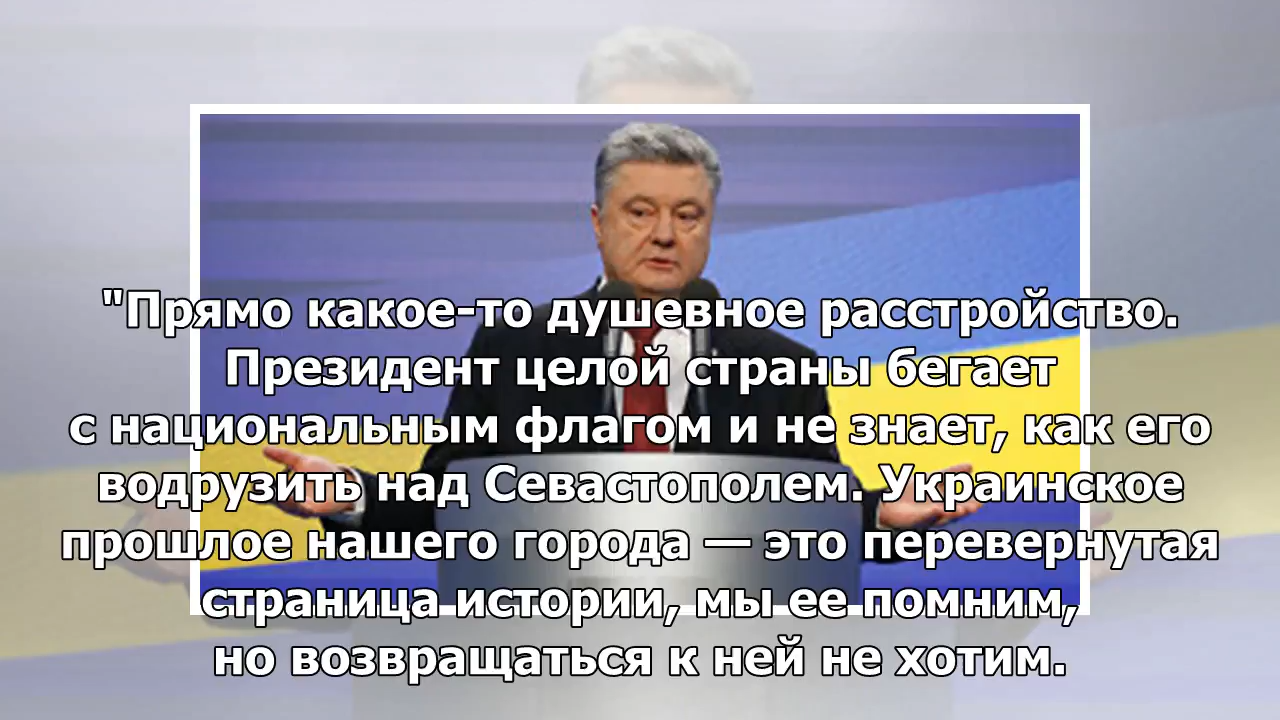 "Прямо какое-то душевное расстройство.
Президент целой страны бегает
с национальным флагом и не знает, как его
водрузить над Севастополем. Украинское
прошлое нашего города — это перевернутая
страница истории, мы ее помним,
но возвращаться к ней не хотим.